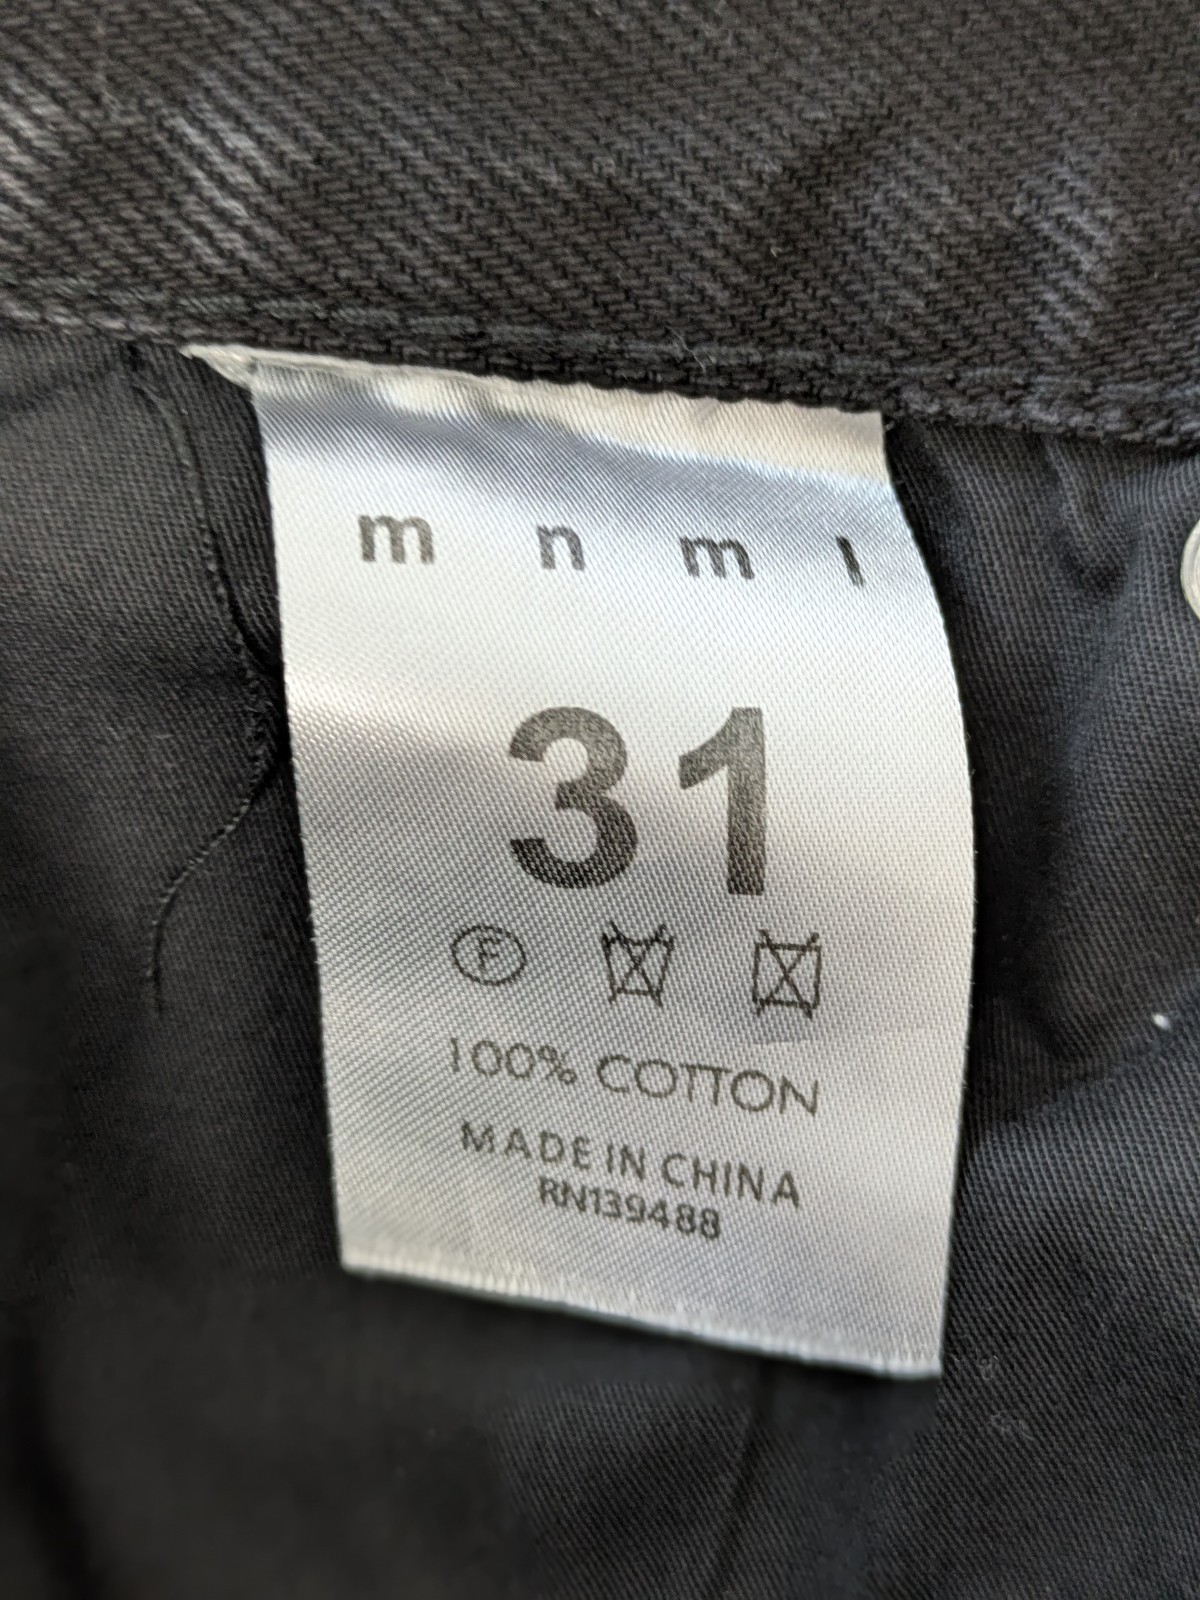 m n m l
31
F
100% COTTON
MADE IN CHINA
RN139488